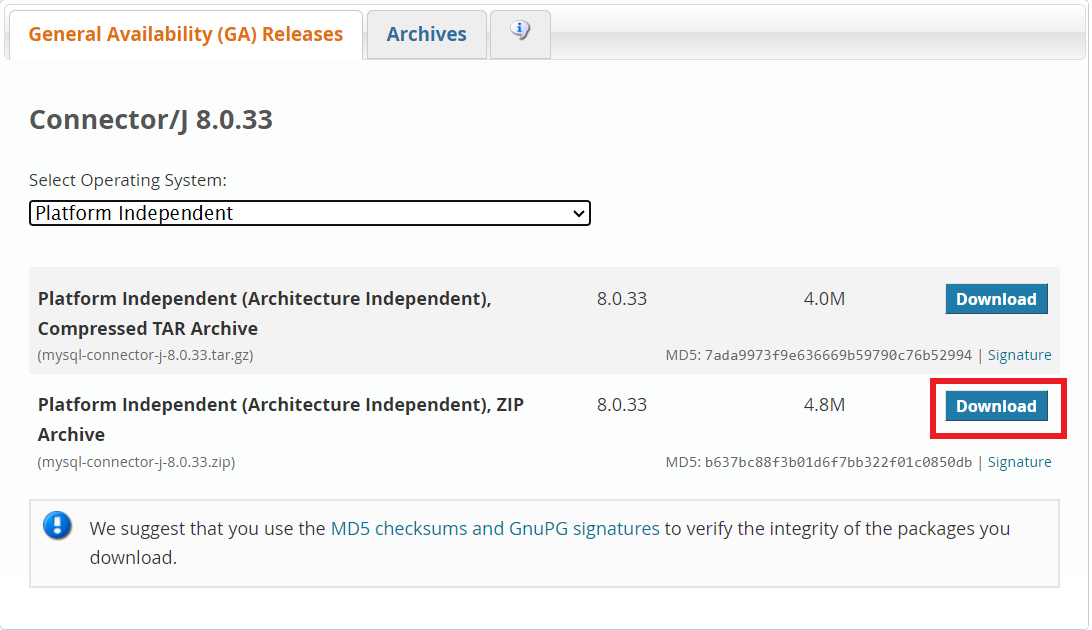 General Availability (GA) Releases
Archives
Connector/J 8.0.33
Select Operating System:
Platform Independent
Platform Independent (Architecture Independent),
Compressed TAR Archive
8.0.33
4.0M
Download
(mysql-connector-j-8.0.33.tar.gz)
MD5: 7ada9973f9e636669b59790c76b52994 | Signature
Platform Independent (Architecture Independent), ZIP
Archive
8.0.33
4.8M
Download
(mysql-connector-j-8.0.33.zip)
MD5: b637bc88f3b01d6f7bb322f01c0850db | Signature
We suggest that you use the MD5 checksums and GnuPG signatures to verify the integrity of the packages you
download.